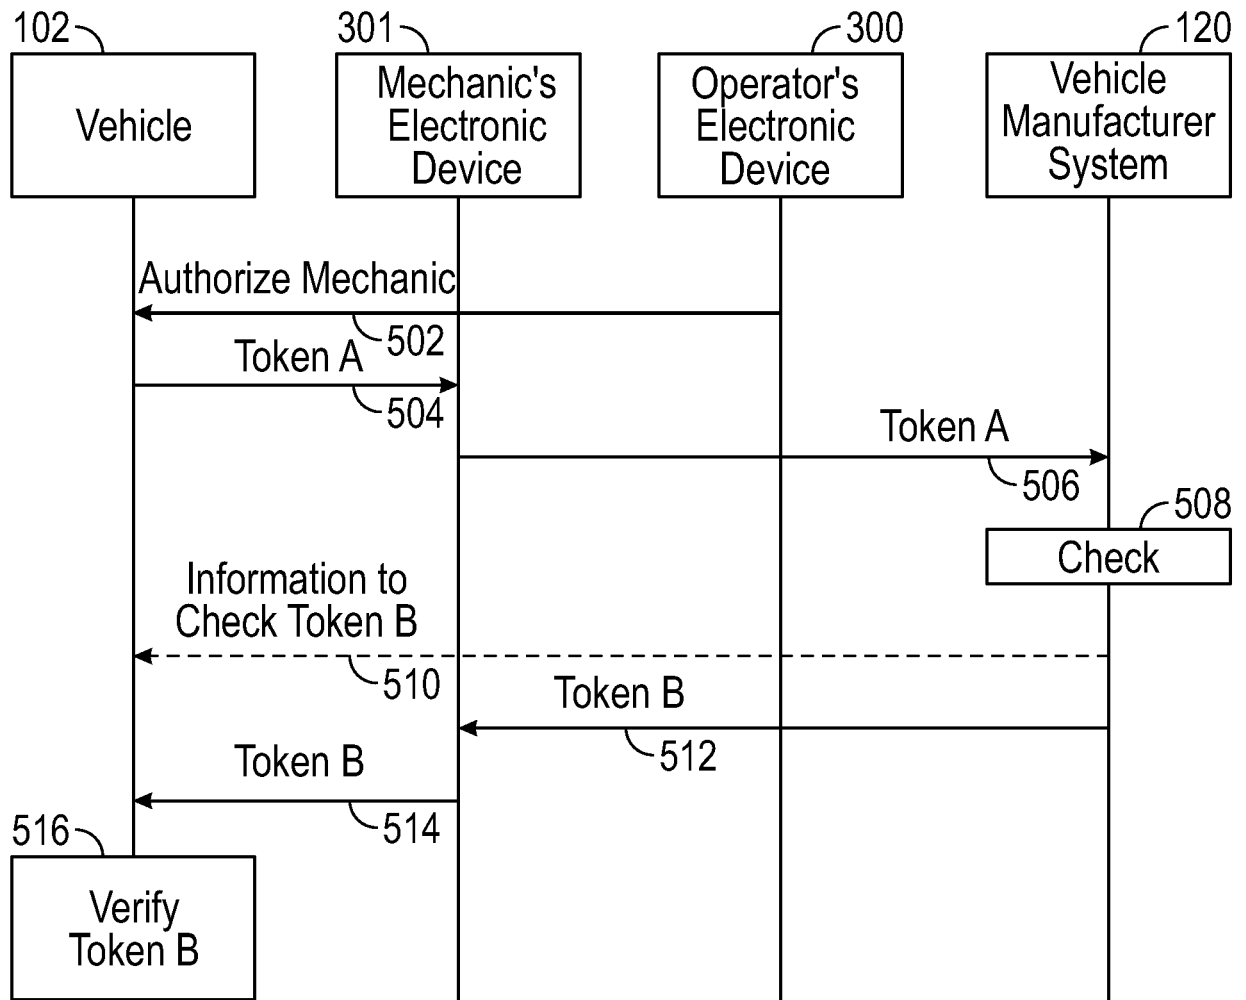 102
301
300
120
Vehicle
Mechanic's
Electronic
Device
Operator's
Electronic
Device
Vehicle
Manufacturer
System
Authorize Mechanic
502
Token A
504
Token A
506
508
Check
Information to
Check Token B
510
Token B
512
Token B
514
516
Verify
Token B